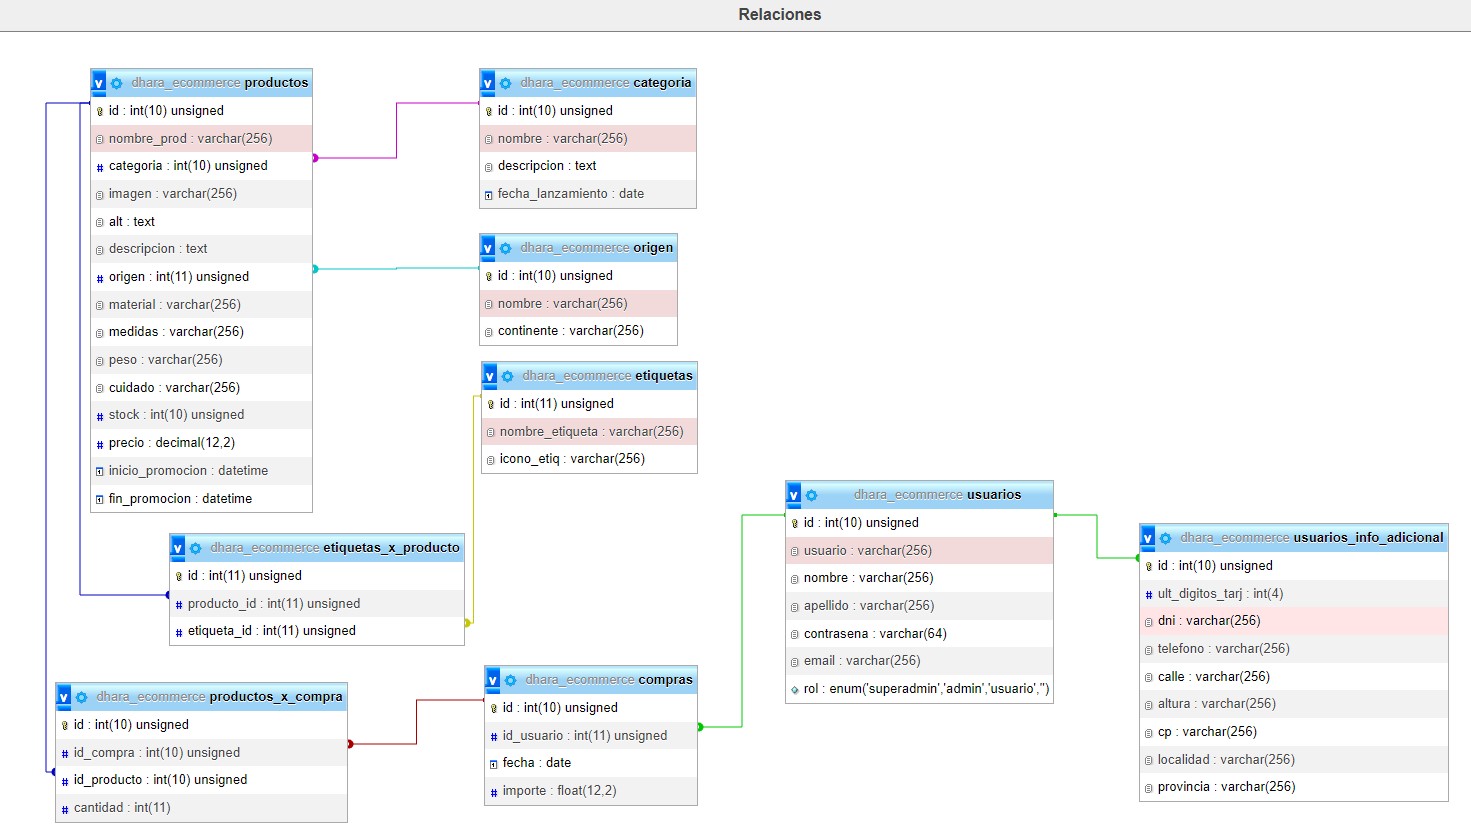 Relaciones
dhara_ecommerce productos
id : int(10) unsigned
nombre_prod : varchar(256)
categoria : int(10) unsigned
imagen : varchar(256)
alt : text
descripcion : text
origen : int(11) unsigned
material : varchar(256)
medidas : varchar(256)
peso : varchar(256)
cuidado : varchar(256)
stock : int(10) unsigned
precio : decimal(12,2)
inicio_promocion : datetime
fin_promocion : datetime
dhara_ecommerce categoria
id : int(10) unsigned
nombre : varchar(256)
descripcion : text
fecha_lanzamiento : date
dhara_ecommerce origen
id : int(10) unsigned
nombre : varchar(256)
continente : varchar(256)
dhara_ecommerce etiquetas
id : int(11) unsigned
nombre_etiqueta : varchar(256)
icono_etiq : varchar(256)
dhara_ecommerce etiquetas_x_producto
id : int(11) unsigned
producto_id : int(11) unsigned
etiqueta_id : int(11) unsigned
dhara_ecommerce productos_x_compra
id : int(10) unsigned
id_compra : int(10) unsigned
id_producto : int(10) unsigned
cantidad : int(11)
dhara_ecommerce compras
id : int(10) unsigned
id_usuario : int(11) unsigned
fecha : date
importe : float(12,2)
dhara_ecommerce usuarios
id : int(10) unsigned
usuario : varchar(256)
nombre : varchar(256)
apellido : varchar(256)
contrasena : varchar(64)
email : varchar(256)
rol : enum('superadmin','admin','usuario','')
dhara_ecommerce usuarios_info_adicional
id : int(10) unsigned
ult_digitos_tarj : int(4)
dni : varchar(256)
telefono : varchar(256)
calle : varchar(256)
altura : varchar(256)
cp : varchar(256)
localidad : varchar(256)
provincia : varchar(256)